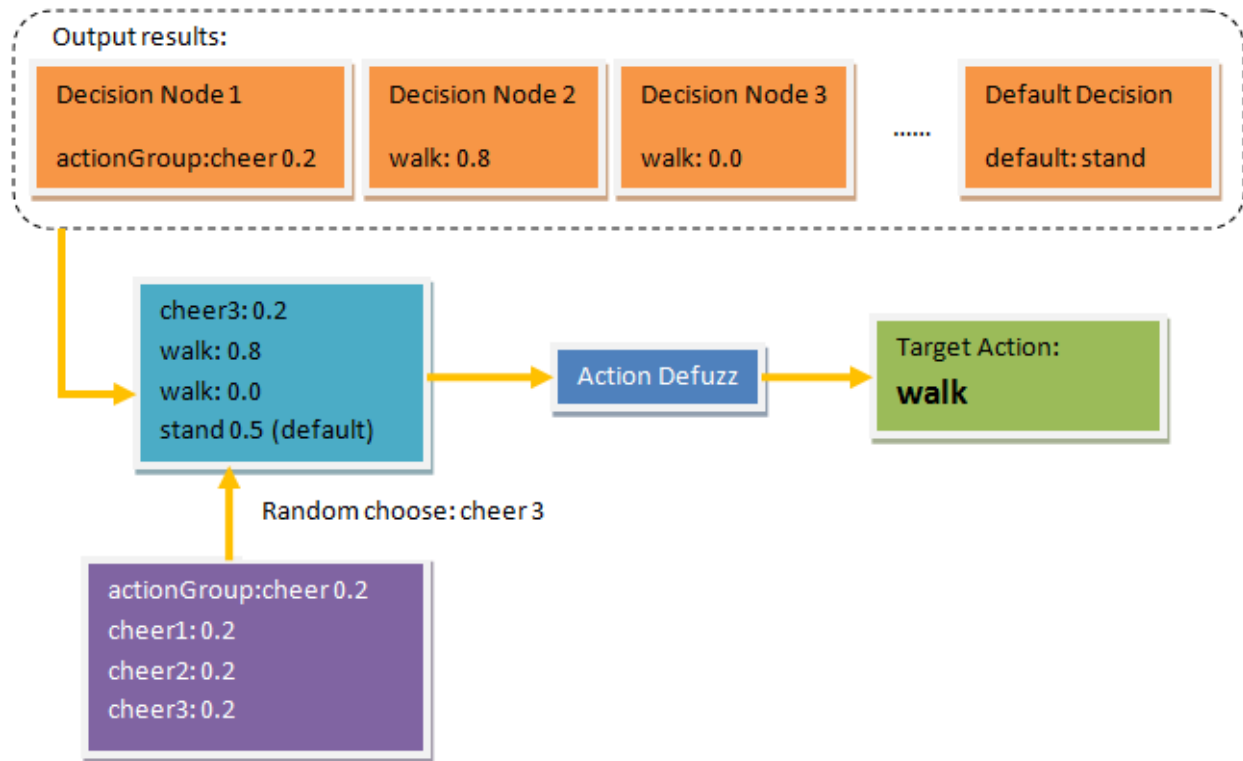 Output results:
Decision Node 1
actionGroup:cheer 0.2
Decision Node 2
walk: 0.8
Decision Node 3
walk: 0.0
......
Default Decision
default: stand
cheer3: 0.2
walk: 0.8
walk: 0.0
stand 0.5 (default)
Action Defuzz
Target Action:
walk
Random choose: cheer 3
actionGroup:cheer 0.2
cheer1: 0.2
cheer2: 0.2
cheer3: 0.2